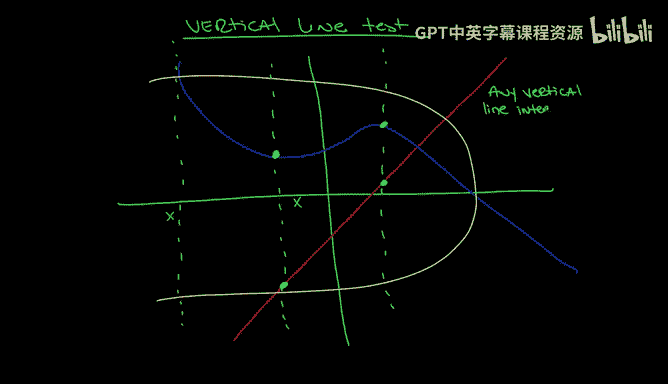 VERTICAL LINE TEST
GPT中英字幕课程资源 bilibili
Any vertical
line inter
x
x